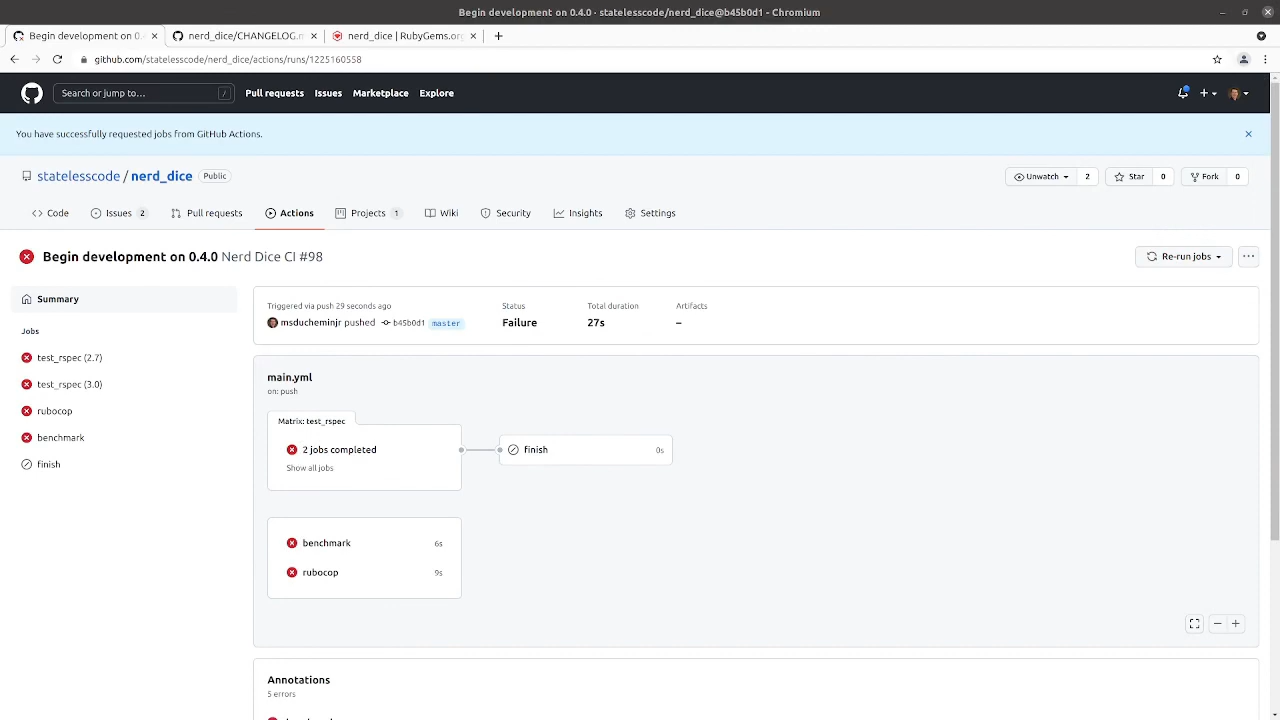 Begin development on 0.4.0 · statelesscode/nerd_dice@b45b0d1 - Chromium
Begin development on 0. nerd_dice/CHANGELOG.m nerd_dice | RubyGems.or
github.com/statelesscode/nerd_dice/actions/runs/1225160558
Search or jump to… / Pull requests Issues Marketplace Explore
You have successfully requested jobs from GitHub Actions.
statelesscode / nerd_dice Public Unwatch 2 Star 0 Fork 0
Code Issues 2 Pull requests Actions Projects 1 Wiki Security Insights Settings
Begin development on 0.4.0 Nerd Dice CI #98 Re-run jobs
Summary
Jobs
test_rspec (2.7)
test_rspec (3.0)
rubocop
benchmark
finish
Triggered via push 29 seconds ago Status Total duration Artifacts
msducheminjr pushed b45b0d1 master Failure 27s –
main.yml
on: push
Matrix: test_rspec
2 jobs completed
Show all jobs
finish 0s
benchmark 6s
rubocop 9s
Annotations
5 errors